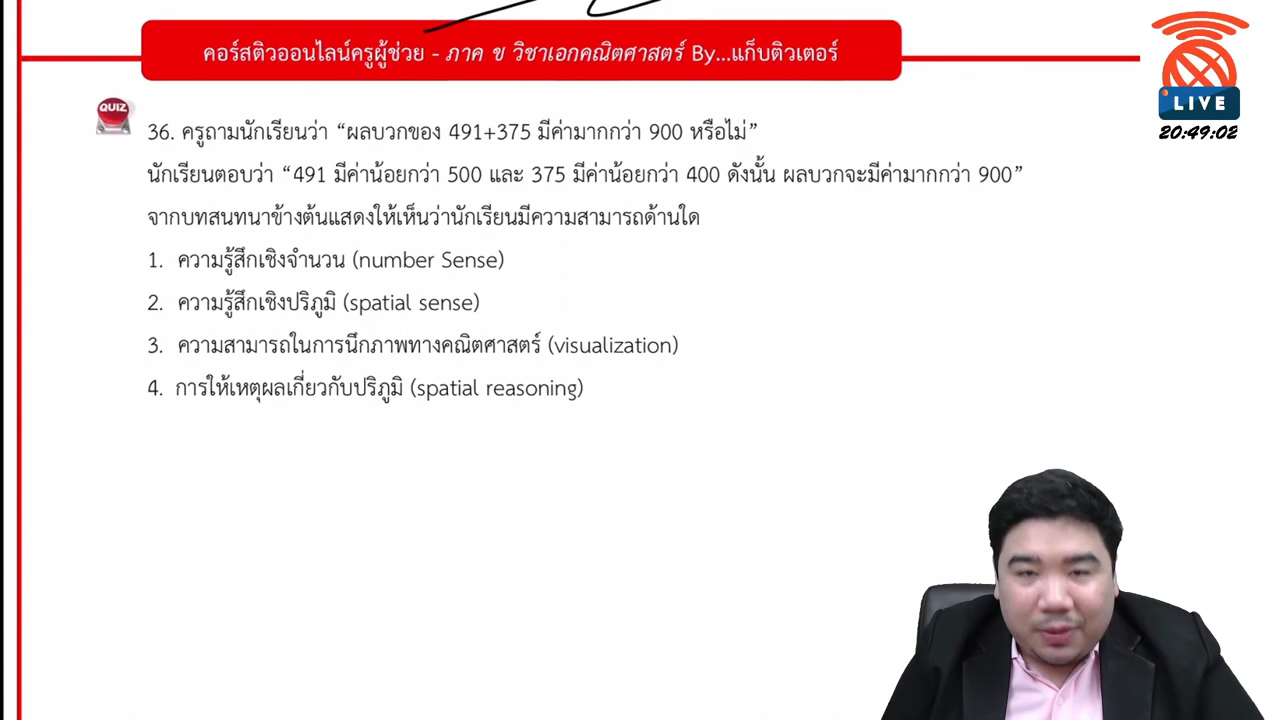 คอร์สติวออนไลน์ครูผู้ช่วย - ภาค ข วิชาเอกคณิตศาสตร์ By...แก็บติวเตอร์
LIVE
20:49:02
QUIZ
36. ครูถามนักเรียนว่า “ผลบวกของ 491+375 มีค่ามากกว่า 900 หรือไม่”
นักเรียนตอบว่า “491 มีค่าน้อยกว่า 500 และ 375 มีค่าน้อยกว่า 400 ดังนั้น ผลบวกจะมีค่ามากกว่า 900”
จากบทสนทนาข้างต้นแสดงให้เห็นว่านักเรียนมีความสามารถด้านใด
1. ความรู้สึกเชิงจำนวน (number Sense)
2. ความรู้สึกเชิงปริภูมิ (spatial sense)
3. ความสามารถในการนึกภาพทางคณิตศาสตร์ (visualization)
4. การให้เหตุผลเกี่ยวกับปริภูมิ (spatial reasoning)